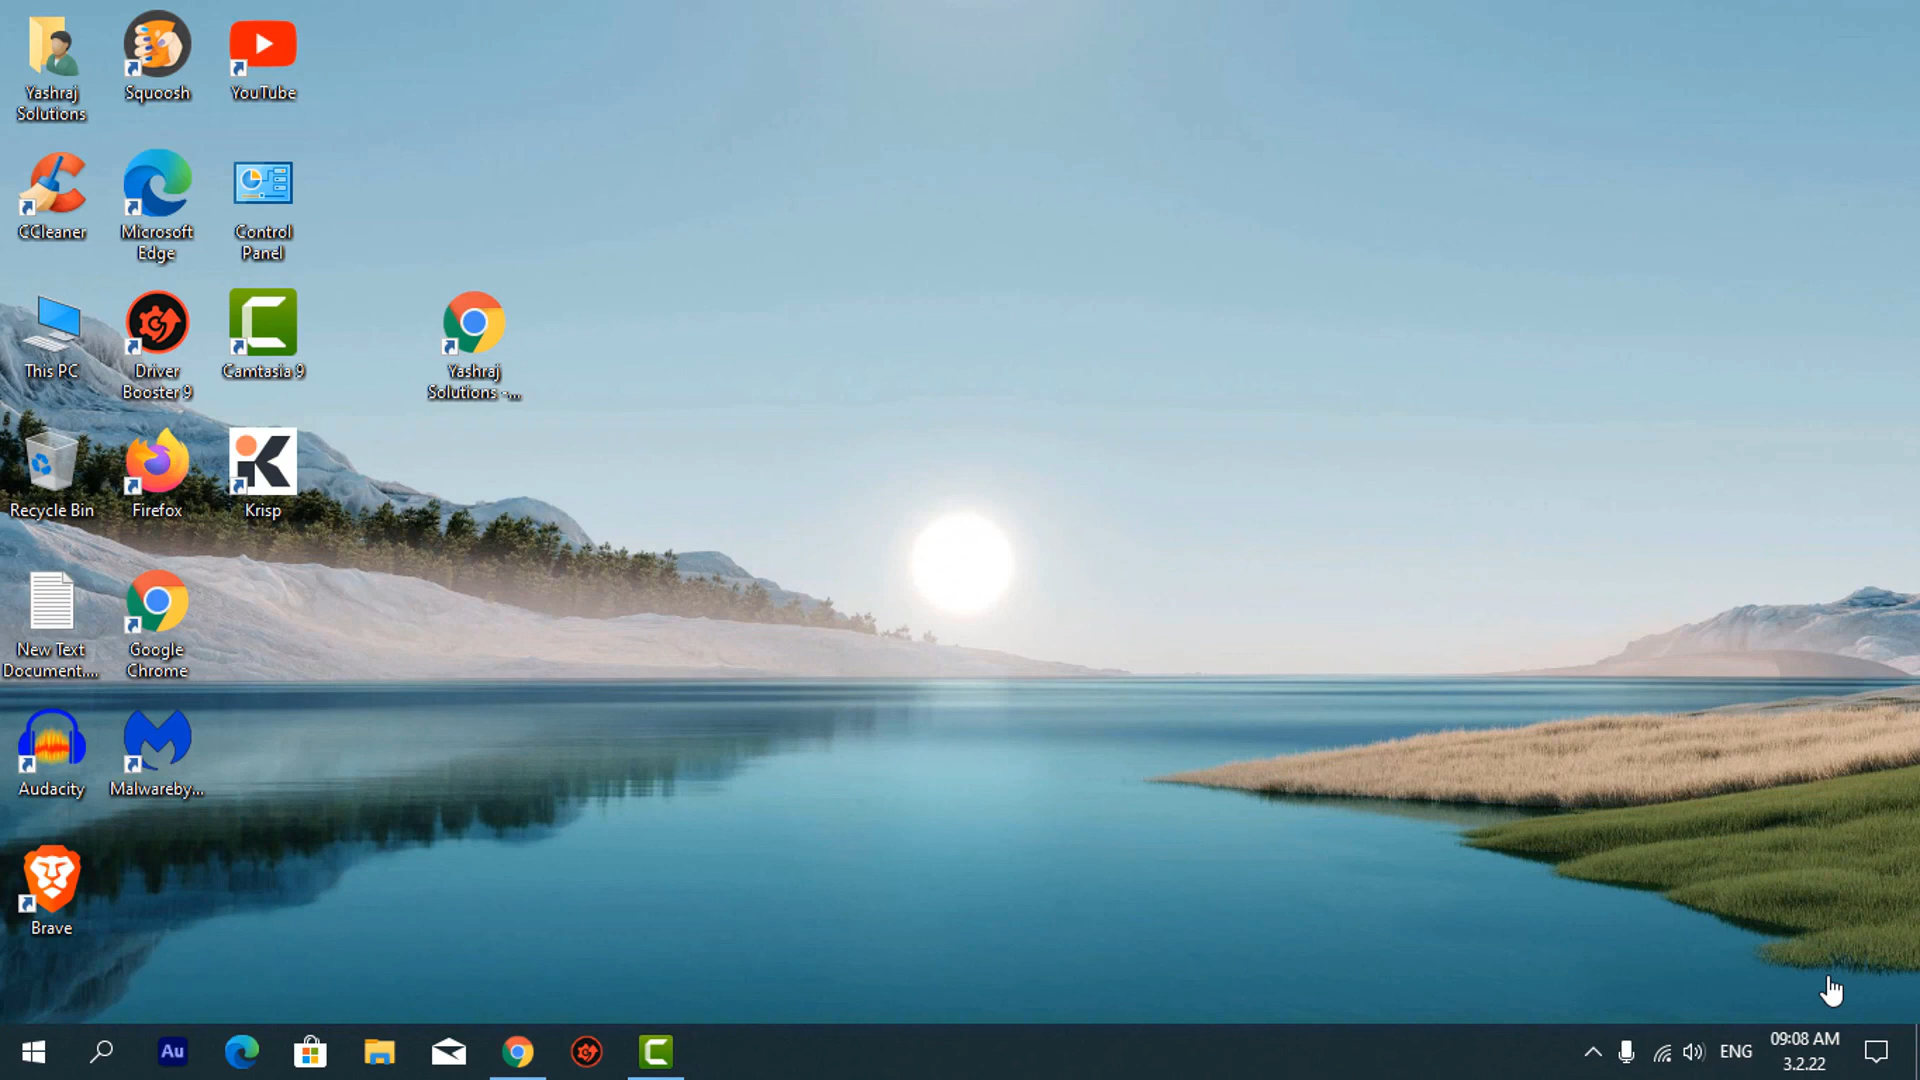 Yashraj
Solutions
Squoosh
YouTube
CCleaner
Microsoft
Edge
Control
Panel
This PC
Driver
Booster 9
Camtasia 9
Yashraj
Solutions -...
Recycle Bin
Firefox
Krisp
New Text
Document....
Google
Chrome
Audacity
Malwareby...
Brave
Au
ENG
09:08 AM
3.2.22